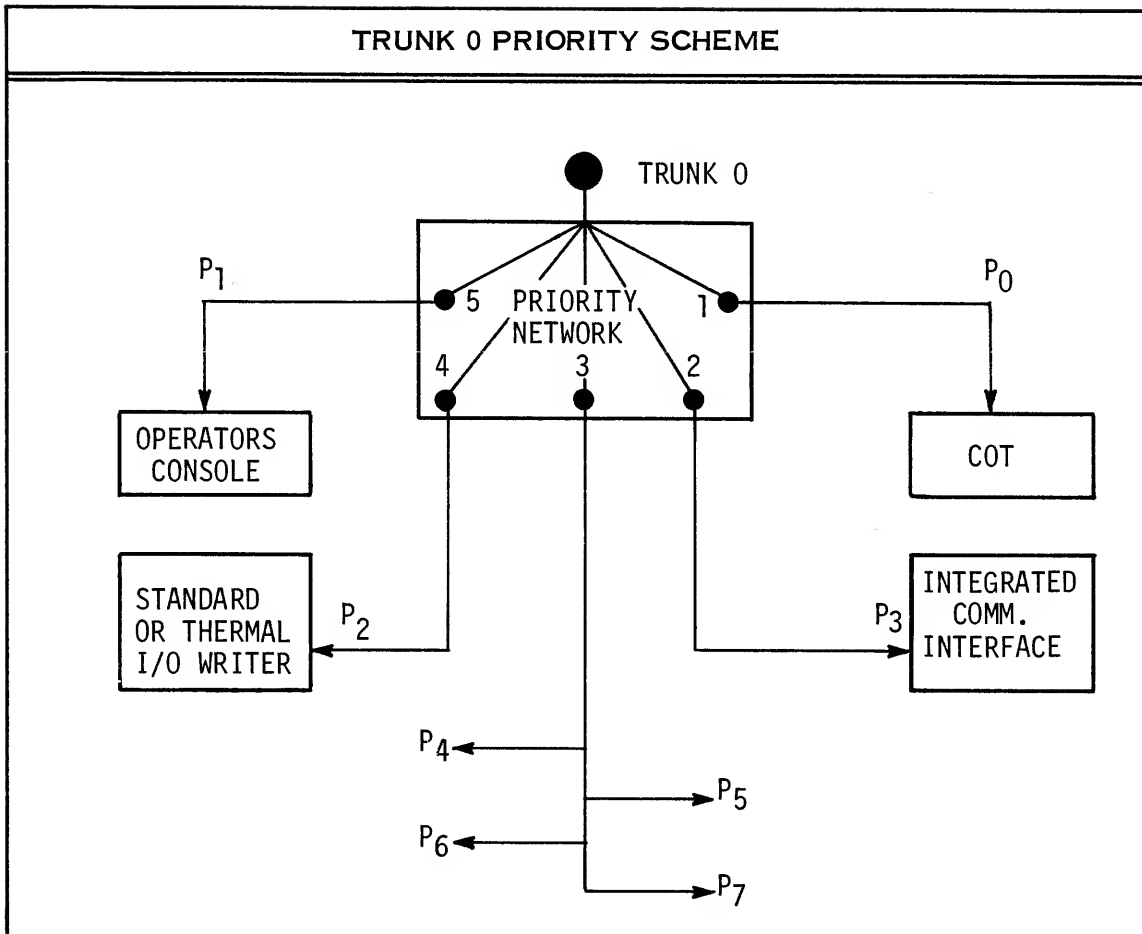 TRUNK 0 PRIORITY SCHEME
TRUNK 0
P1
P0
5
PRIORITY
NETWORK
1
4
3
2
OPERATORS
CONSOLE
COT
STANDARD
OR THERMAL
I/O WRITER
P2
P3
INTEGRATED
COMM.
INTERFACE
P4
P5
P6
P7